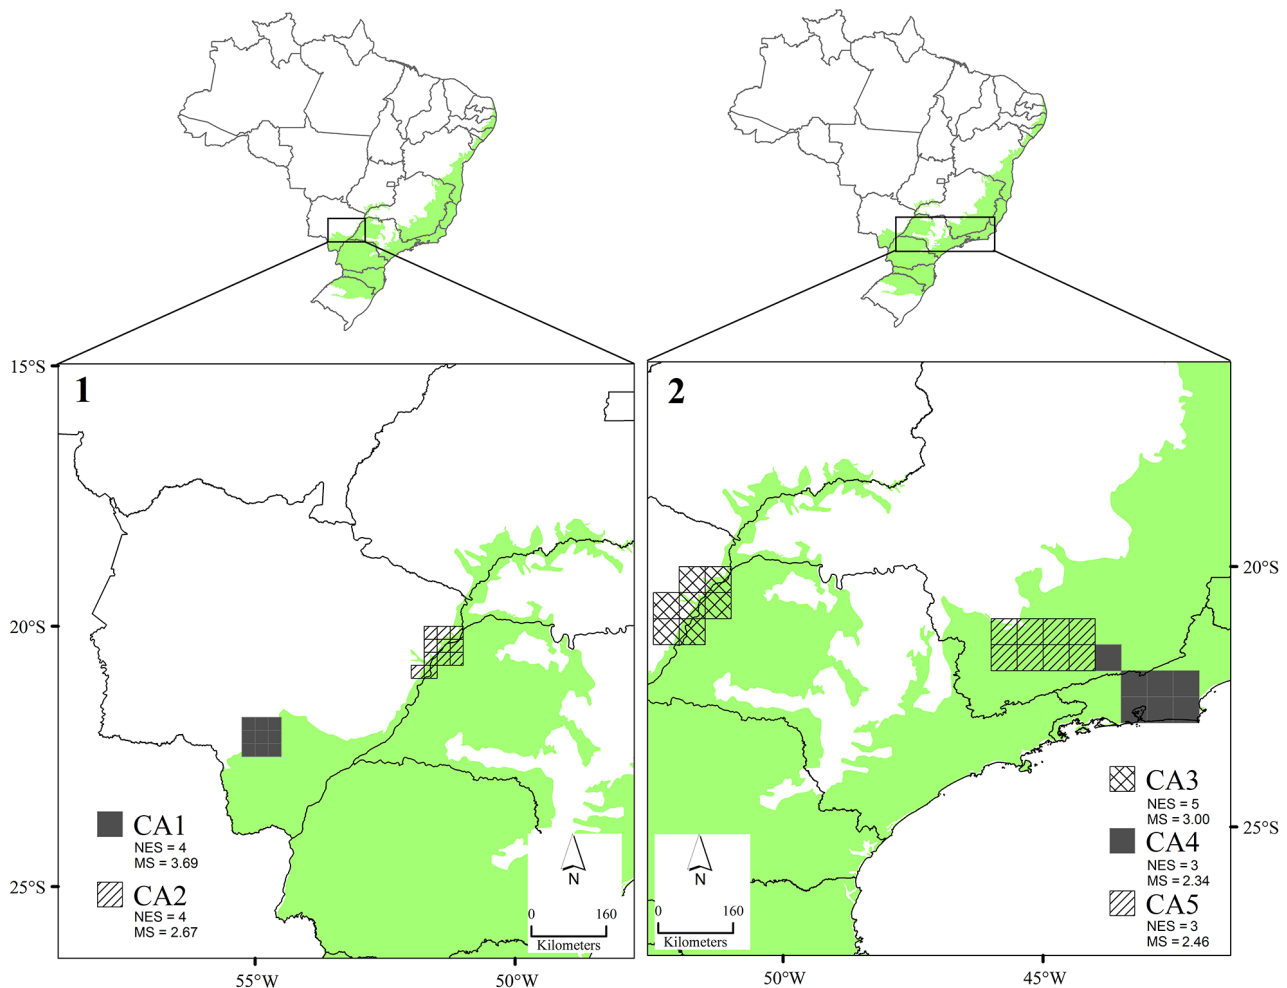 15°S
1
20°S
25°S
CA1
NES = 4
MS = 3.69
CA2
NES = 4
MS = 2.67
N
0 160
Kilometers
55°W 50°W
2
20°S
25°S
CA3
NES = 5
MS = 3.00
CA4
NES = 3
MS = 2.34
CA5
NES = 3
MS = 2.46
N
0 160
Kilometers
50°W 45°W